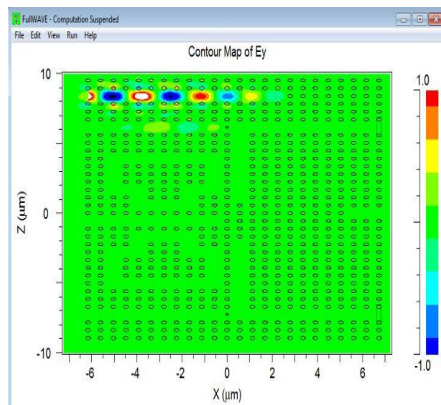 FullWAVE - Computation Suspended
File Edit View Run Help
Contour Map of Ey
10
0
-10
Z (μm)
-6 -4 -2 0 2 4 6
X (μm)
1.0
-1.0